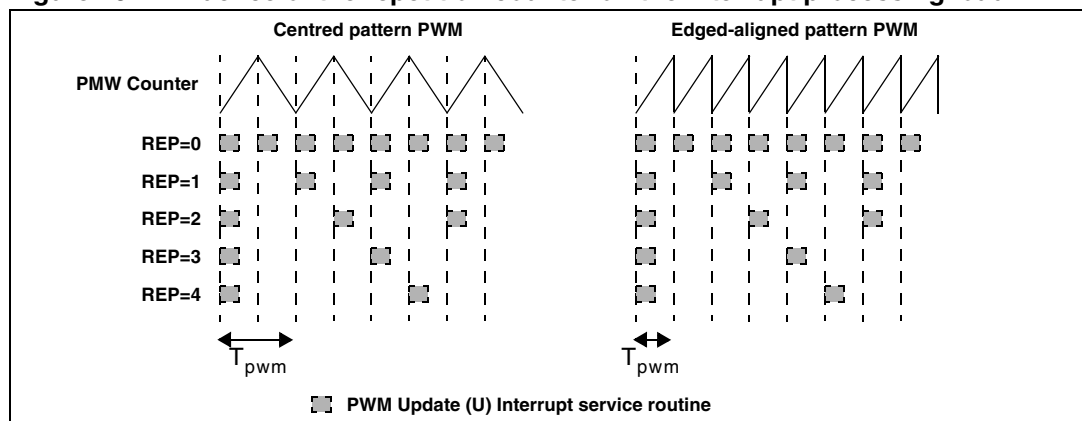 Centred pattern PWM
Edged-aligned pattern PWM
PMW Counter
REP=0
REP=1
REP=2
REP=3
REP=4
Tpwm
Tpwm
PWM Update (U) Interrupt service routine